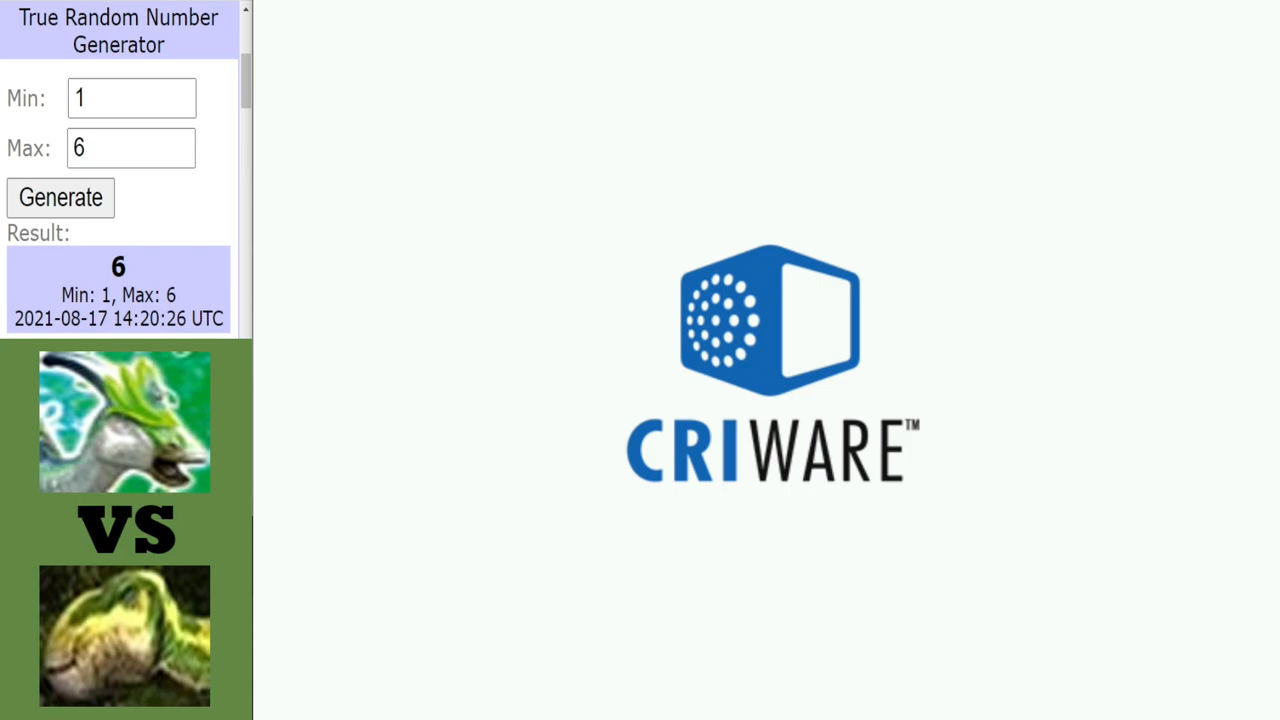 True Random Number
Generator
Min: 1
Max: 6
Generate
Result:
6
Min: 1, Max: 6
2021-08-17 14:20:26 UTC
VS
CRIWARE™